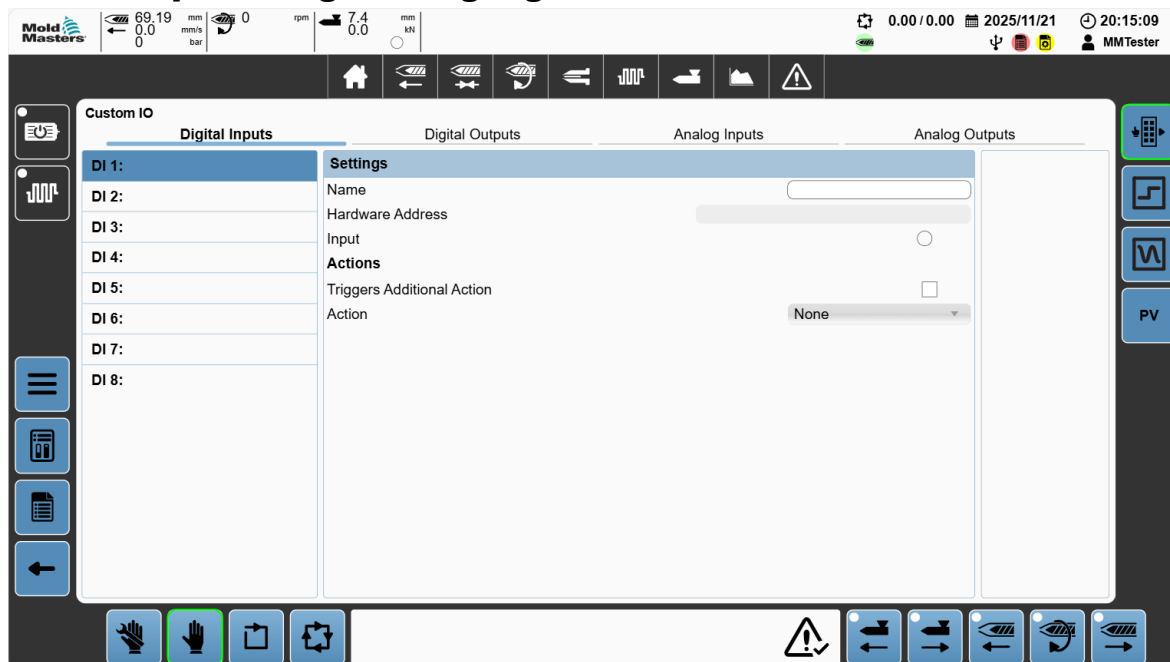 Mold
Masters
69.19 mm
0.0 mm/s
0 bar
0 rpm
7.4 mm
0.0 kN
0.00 / 0.00
2025/11/21
20:15:09
MMTester
Custom IO
Digital Inputs
Digital Outputs
Analog Inputs
Analog Outputs
DI 1:
DI 2:
DI 3:
DI 4:
DI 5:
DI 6:
DI 7:
DI 8:
Settings
Name
Hardware Address
Input
Actions
Triggers Additional Action
Action None
PV